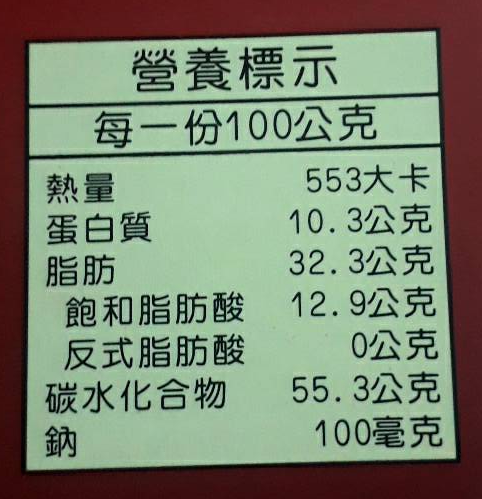 營養標示
每一份100公克
熱量 553大卡
蛋白質 10.3公克
脂肪 32.3公克
飽和脂肪酸 12.9公克
反式脂肪酸 0公克
碳水化合物 55.3公克
鈉 100毫克